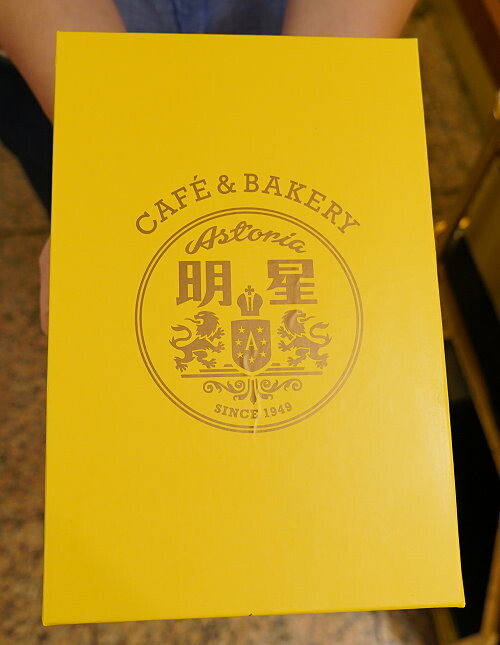 CAFÉ & BAKERY
Astoria
明星
A
SINCE 1949